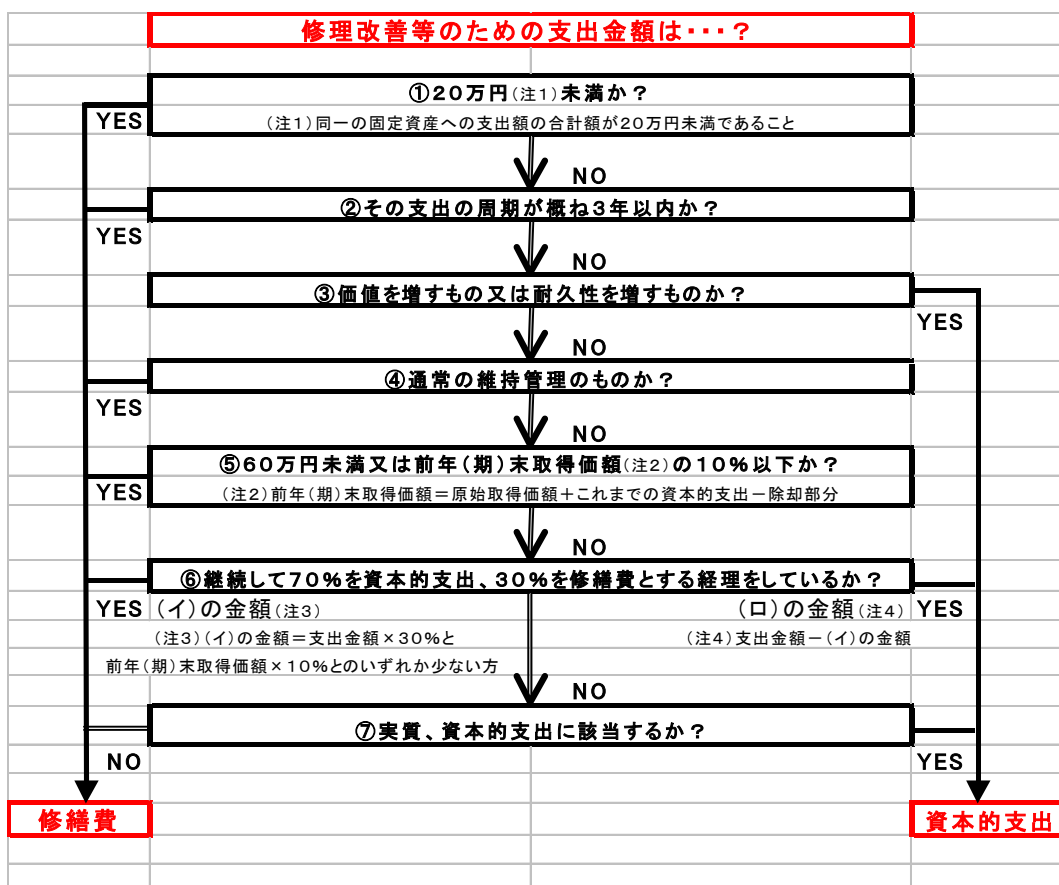 修理改善等のための支出金額は・・・？
①２０万円（注１）未満か？
YES
（注１）同一の固定資産への支出額の合計額が２０万円未満であること
NO
②その支出の周期が概ね３年以内か？
YES
NO
③価値を増すもの又は耐久性を増すものか？
YES
NO
④通常の維持管理のものか？
YES
NO
⑤６０万円未満又は前年（期）末取得価額（注２）の１０％以下か？
YES
（注２）前年（期）末取得価額＝原始取得価額＋これまでの資本的支出－除却部分
NO
⑥継続して７０％を資本的支出、３０％を修繕費とする経理をしているか？
YES （イ）の金額（注３） （ロ）の金額（注４） YES
（注３）（イ）の金額＝支出金額×３０％と （注４）支出金額－（イ）の金額
前年（期）末取得価額×１０％とのいずれか少ない方
NO
⑦実質、資本的支出に該当するか？
NO YES
修繕費 資本的支出